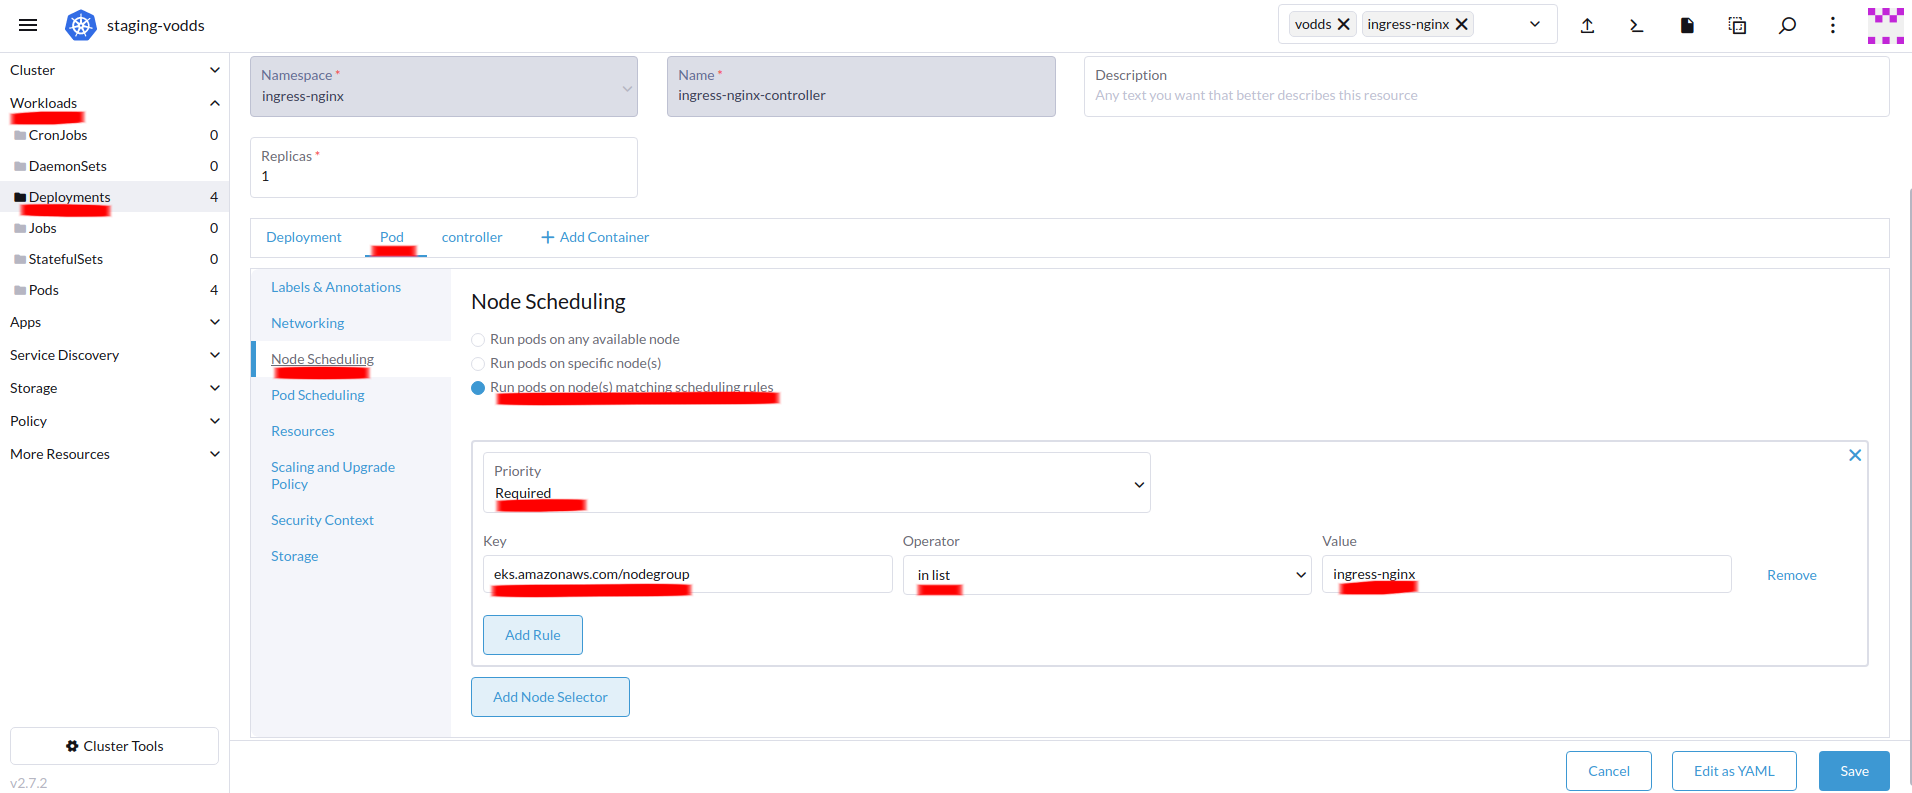 staging-vodds
vodds
ingress-nginx
Cluster
Workloads
CronJobs 0
DaemonSets 0
Deployments 4
Jobs 0
StatefulSets 0
Pods 4
Apps
Service Discovery
Storage
Policy
More Resources
Cluster Tools
v2.7.2
Namespace *
ingress-nginx
Name *
ingress-nginx-controller
Description
Any text you want that better describes this resource
Replicas *
1
Deployment
Pod
controller
Add Container
Labels & Annotations
Networking
Node Scheduling
Pod Scheduling
Resources
Scaling and Upgrade
Policy
Security Context
Storage
Node Scheduling
Run pods on any available node
Run pods on specific node(s)
Run pods on node(s) matching scheduling rules
Priority
Required
Key
eks.amazonaws.com/nodegroup
Operator
in list
Value
ingress-nginx
Remove
Add Rule
Add Node Selector
Cancel
Edit as YAML
Save